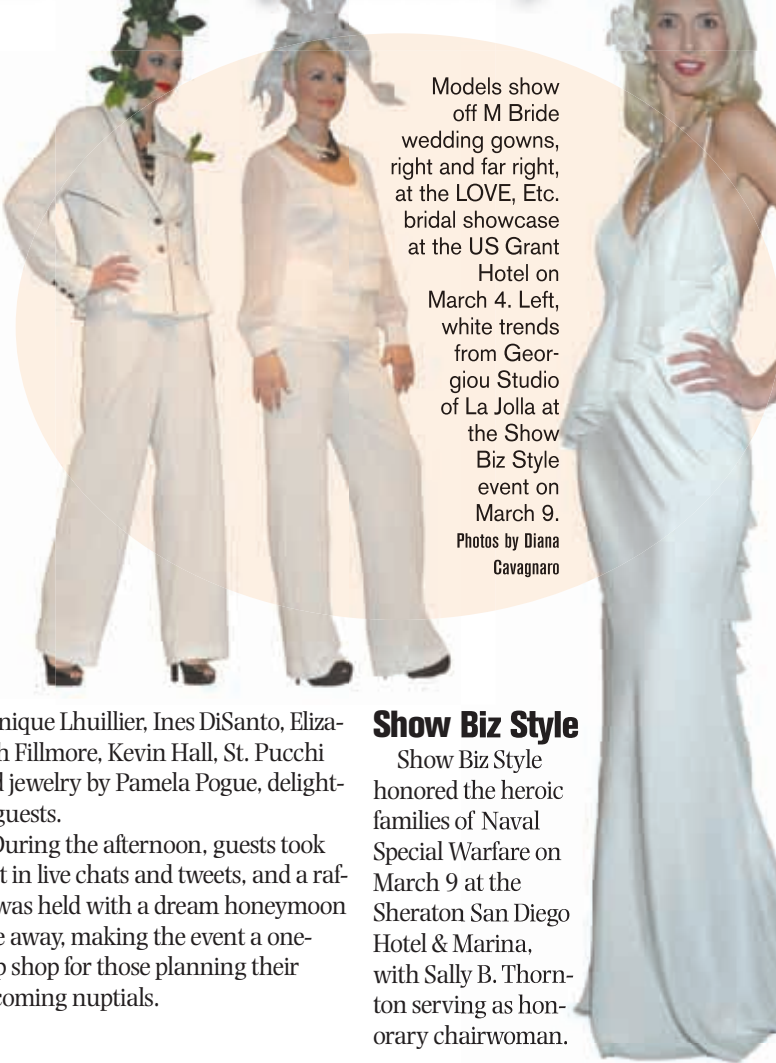 Models show
off M Bride
wedding gowns,
right and far right,
at the LOVE, Etc.
bridal showcase
at the US Grant
Hotel on
March 4. Left,
white trends
from Geor-
giou Studio
of La Jolla at
the Show
Biz Style
event on
March 9.
Photos by Diana
Cavagnaro
nique Lhuillier, Ines DiSanto, Eliza-
h Fillmore, Kevin Hall, St. Pucchi
jewelry by Pamela Pogue, delight-
guests.
During the afternoon, guests took
t in live chats and tweets, and a raf-
was held with a dream honeymoon
e away, making the event a one-
p shop for those planning their
coming nuptials.
Show Biz Style
Show Biz Style
honored the heroic
families of Naval
Special Warfare on
March 9 at the
Sheraton San Diego
Hotel & Marina,
with Sally B. Thorn-
ton serving as hon-
orary chairwoman.